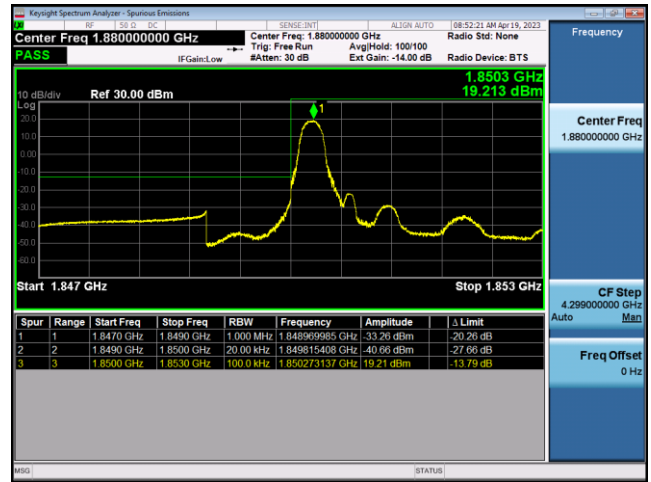 Keysight Spectrum Analyzer - Spurious Emissions
RF 50 Ω DC SENSE:INT ALIGN AUTO 08:52:21 AM Apr 19, 2023
Center Freq 1.880000000 GHz Center Freq: 1.880000000 GHz Radio Std: None Frequency
Trig: Free Run Avg|Hold: 100/100
PASS IFGain:Low #Atten: 30 dB Ext Gain: -14.00 dB Radio Device: BTS
1.8503 GHz
10 dB/div Ref 30.00 dBm 19.213 dBm
Log
20.0
1
10.0
0.00
-10.0
-20.0
-30.0
-40.0
-50.0
-60.0
Start 1.847 GHz Stop 1.853 GHz
Center Freq
1.880000000 GHz
CF Step
4.299000000 GHz
Auto Man
Freq Offset
0 Hz
Spur Range Start Freq Stop Freq RBW Frequency Amplitude Δ Limit
1 1 1.8470 GHz 1.8490 GHz 1.000 MHz 1.848969985 GHz -33.26 dBm -20.26 dB
2 2 1.8490 GHz 1.8500 GHz 20.00 kHz 1.849815408 GHz -40.66 dBm -27.66 dB
3 3 1.8500 GHz 1.8530 GHz 100.0 kHz 1.850273137 GHz 19.21 dBm -13.79 dB
MSG STATUS